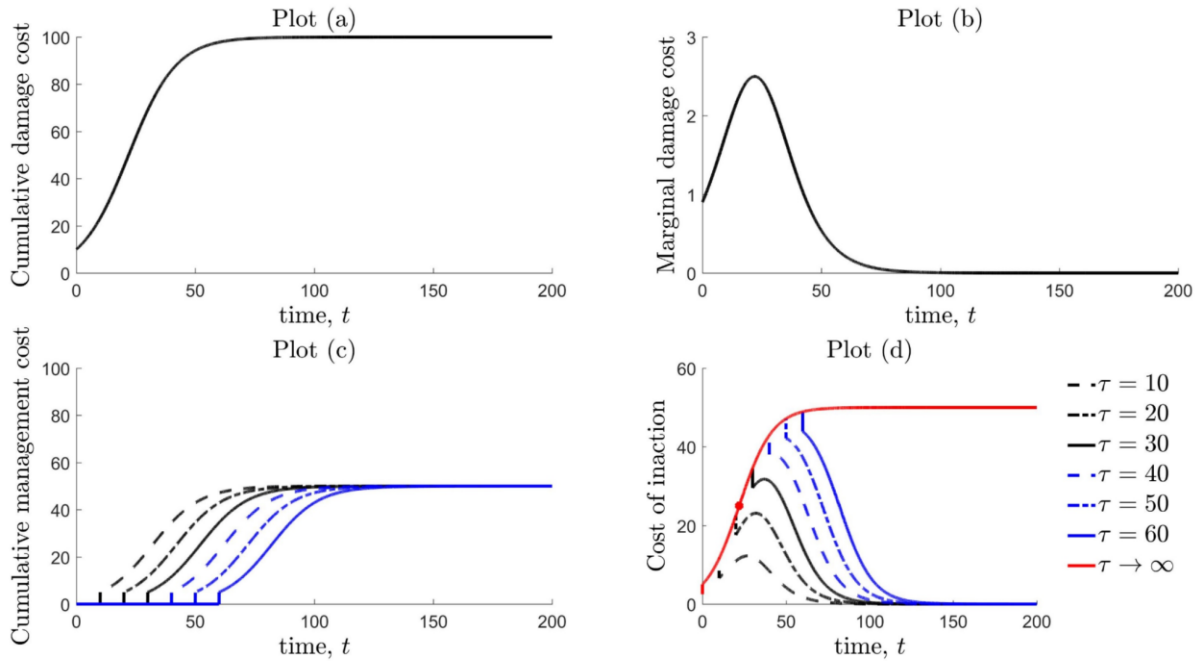 Plot (a)
Cumulative damage cost
100
80
60
40
20
0
0 50 100 150 200
time, t
Plot (b)
Marginal damage cost
3
2
1
0
0 50 100 150 200
time, t
Plot (c)
Cumulative management cost
100
80
60
40
20
0
0 50 100 150 200
time, t
Plot (d)
Cost of inaction
60
40
20
0
0 50 100 150 200
time, t
τ = 10
τ = 20
τ = 30
τ = 40
τ = 50
τ = 60
τ → ∞